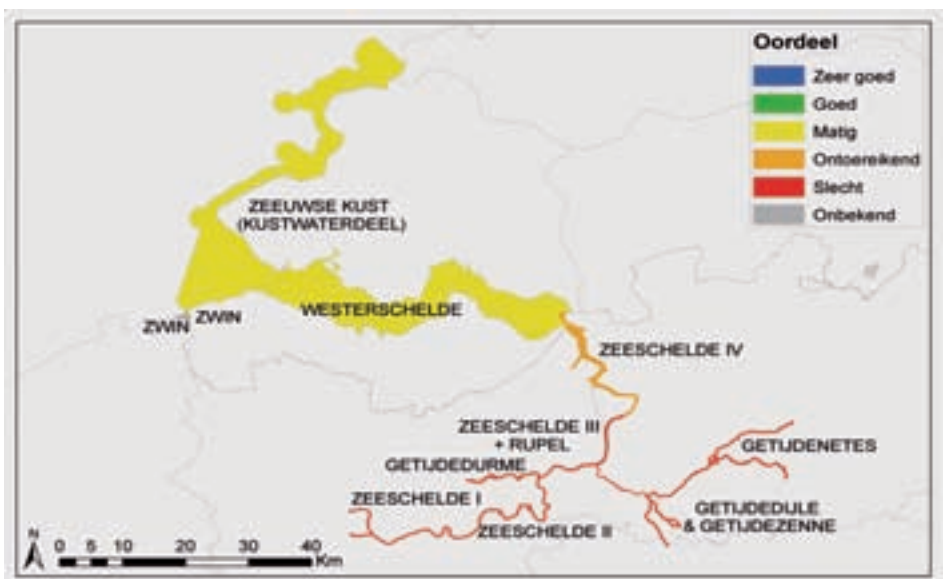 Oordeel
Zeer goed
Goed
Matig
Ontoereikend
Slecht
Onbekend
ZEEUWSE KUST
(KUSTWATERDEEL)
WESTERSCHELDE
ZWIN
ZWIN
ZEESCHELDE IV
ZEESCHELDE III
+ RUPEL
GETIJDENETES
GETIJDEDURME
ZEESCHELDE I
GETIJDEDIJLE
& GETIJDEZENNE
ZEESCHELDE II
N
0 5 10 20 30 40
Km